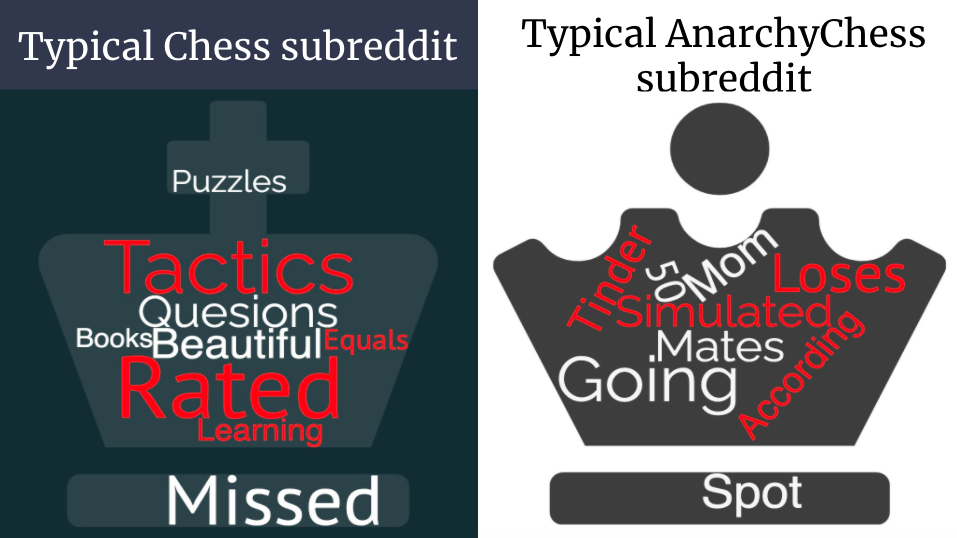 Typical Chess subreddit
Puzzles
Tactics
Quesions
Books
Beautiful
Equals
Rated
Learning
Missed
Typical AnarchyChess
subreddit
Tinder
50
Mom
Loses
Simulated
Mates
Going
According
Spot